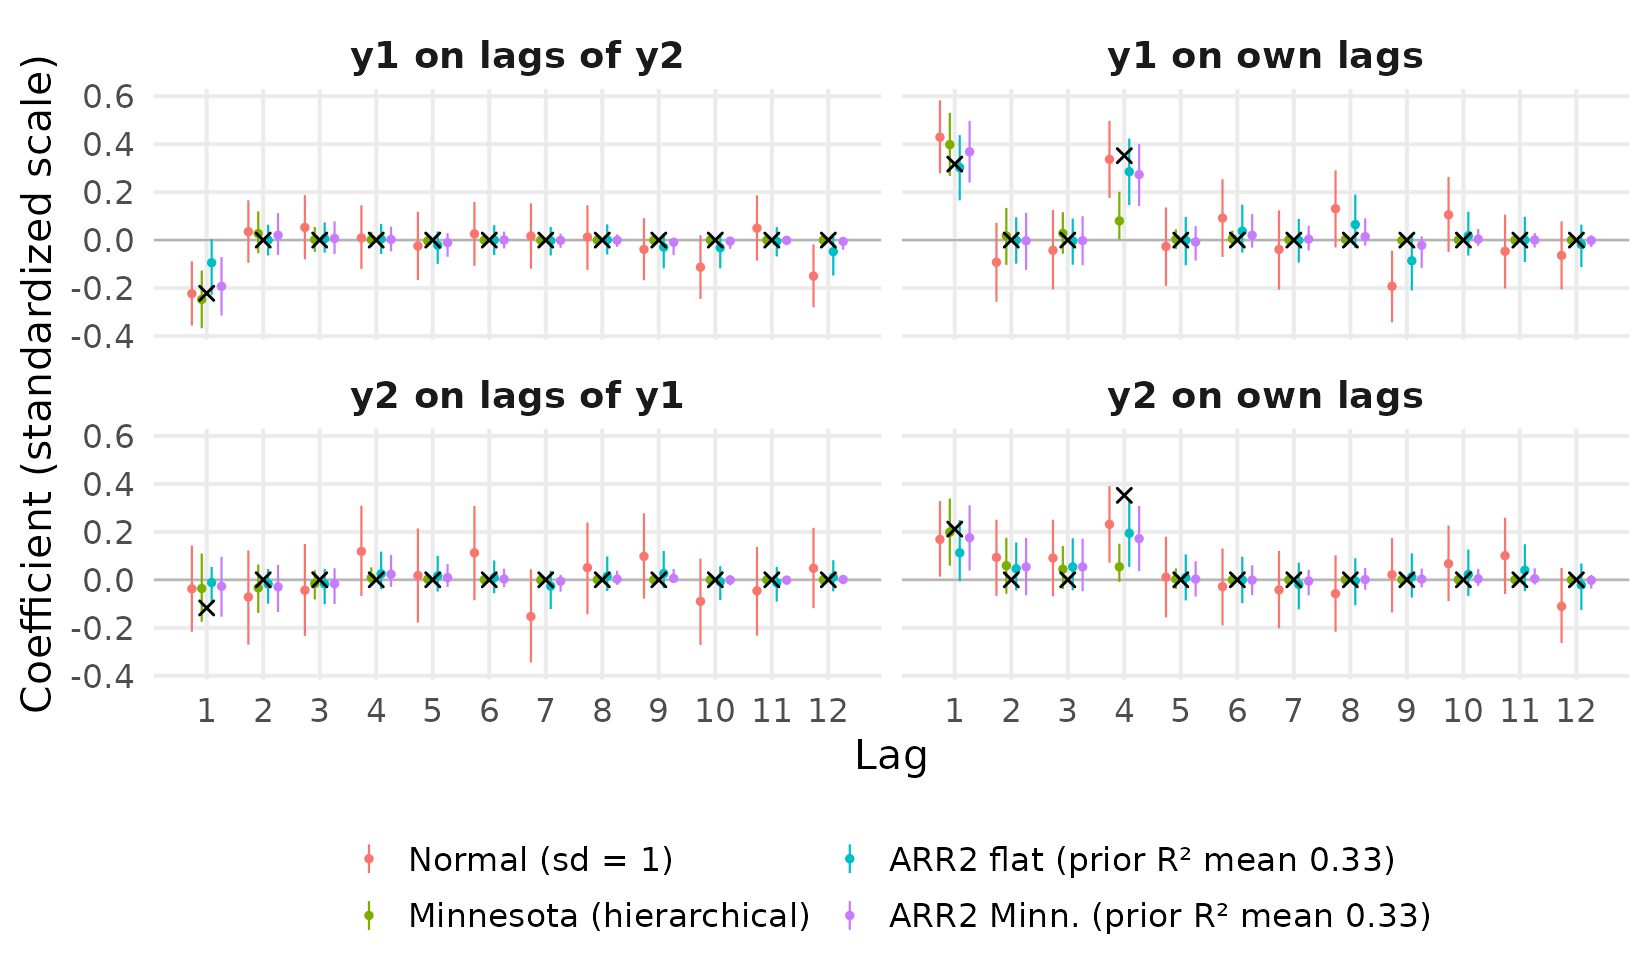 y1 on lags of y2
y1 on own lags
Coefficient (standardized scale)
0.6
0.4
0.2
0.0
-0.2
-0.4
y2 on lags of y1
y2 on own lags
0.6
0.4
0.2
0.0
-0.2
-0.4
1 2 3 4 5 6 7 8 9 10 11 12
1 2 3 4 5 6 7 8 9 10 11 12
Lag
Normal (sd = 1)
ARR2 flat (prior R² mean 0.33)
Minnesota (hierarchical)
ARR2 Minn. (prior R² mean 0.33)